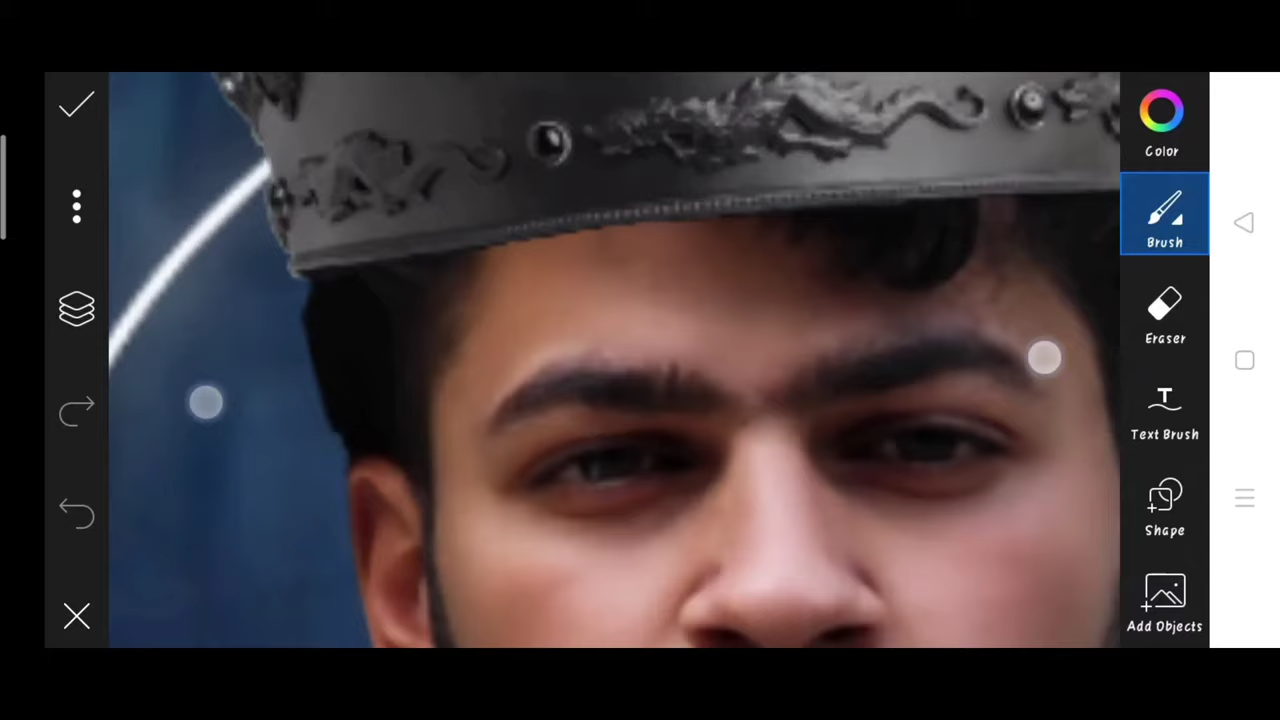 Color
Brush
Eraser
Text Brush
Shape
Add Objects